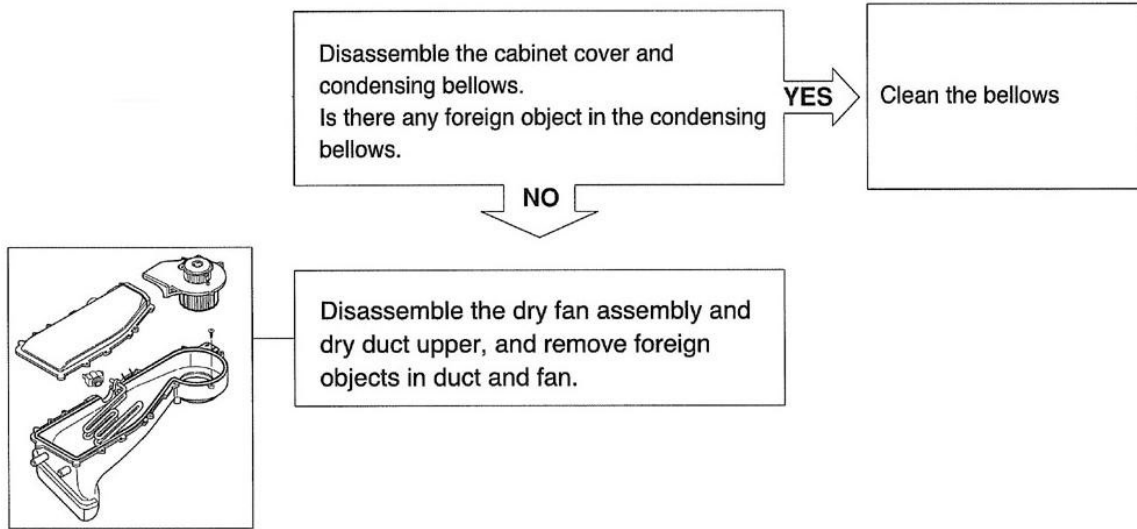 Disassemble the cabinet cover and
condensing bellows.
Is there any foreign object in the condensing
bellows.
YES
Clean the bellows
NO
Disassemble the dry fan assembly and
dry duct upper, and remove foreign
objects in duct and fan.